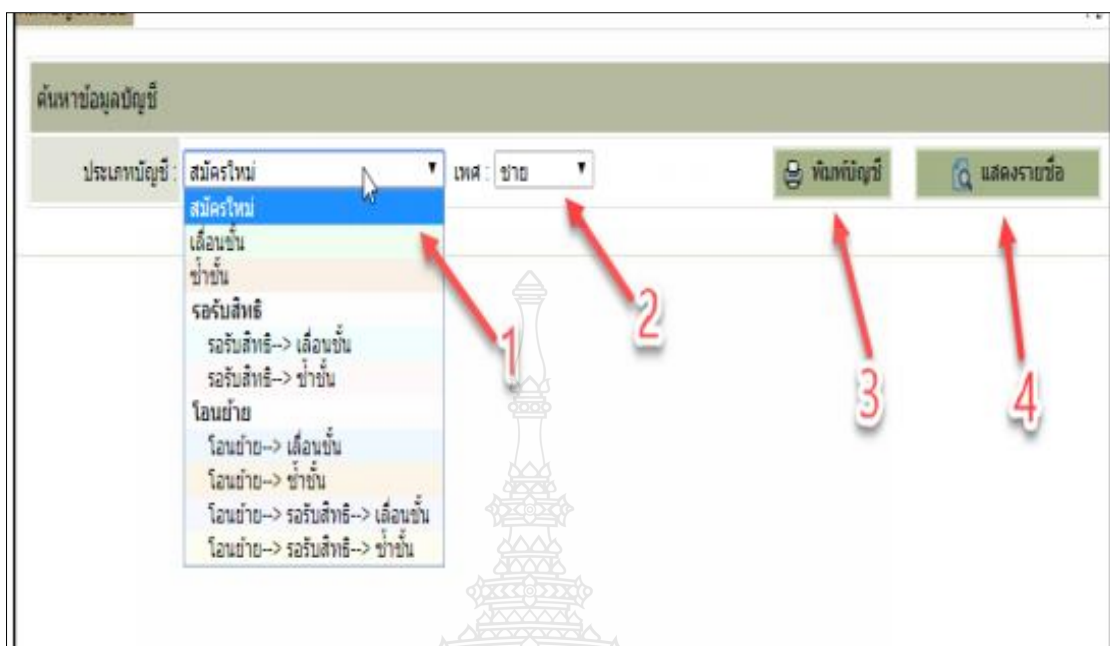 ค้นหาข้อมูลบัญชี
ประเภทบัญชี : สมัครใหม่ เพศ : ชาย พิมพ์บัญชี แสดงรายชื่อ
สมัครใหม่
เลื่อนชั้น
ซ้ำชั้น
รอรับสิทธิ
รอรับสิทธิ--> เลื่อนชั้น
รอรับสิทธิ--> ซ้ำชั้น
โอนย้าย
โอนย้าย--> เลื่อนชั้น
โอนย้าย--> ซ้ำชั้น
โอนย้าย--> รอรับสิทธิ--> เลื่อนชั้น
โอนย้าย--> รอรับสิทธิ--> ซ้ำชั้น
1
2
3
4